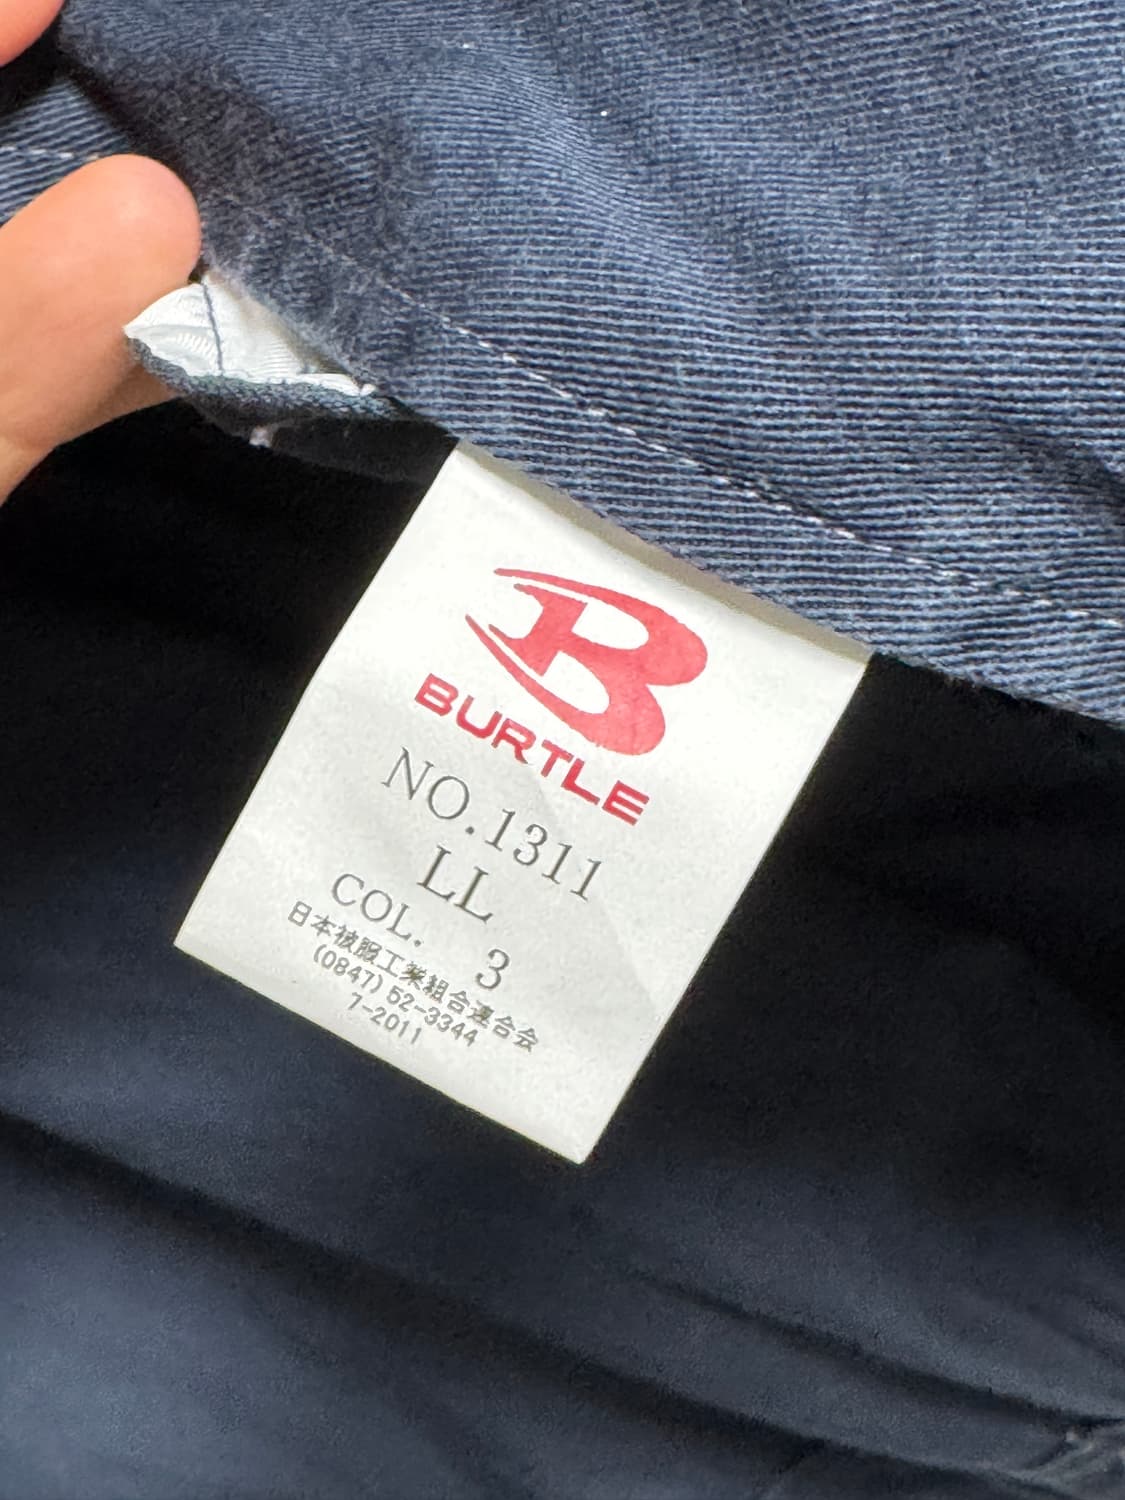 BURTLE
NO.1311
LL
COL. 3
日本被服工業組合連合会
(0847) 52-3344
7-2011